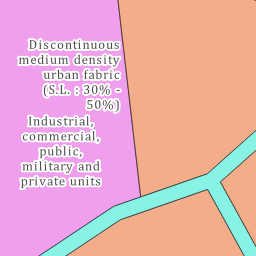 Discontinuous
medium density
urban fabric
(S.L. : 30% -
50%)
Industrial,
commercial,
public,
military and
private units